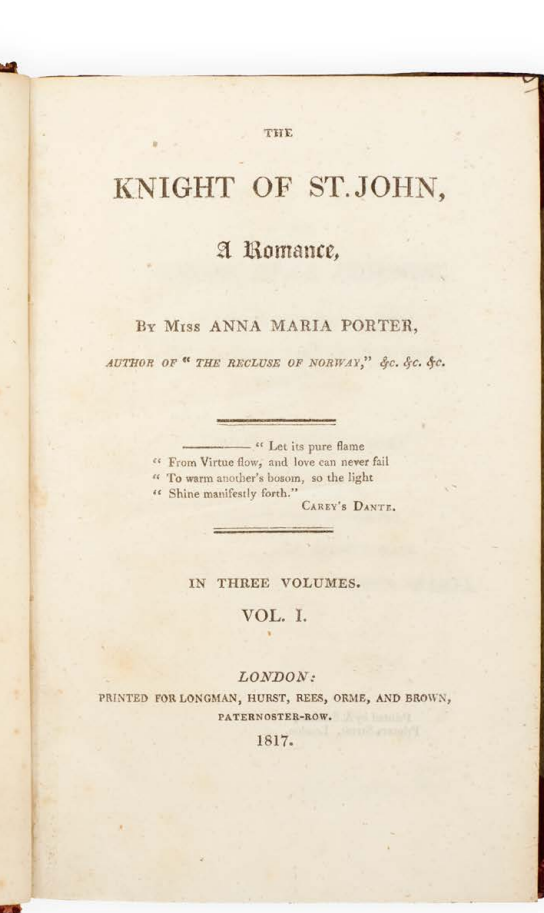 THE
KNIGHT OF ST. JOHN,
A Romance,
By Miss ANNA MARIA PORTER,
AUTHOR OF “ THE RECLUSE OF NORWAY,” &c. &c. &c.
———— “ Let its pure flame
“ From Virtue flow, and love can never fail
“ To warm another's bosom, so the light
“ Shine manifestly forth.”
Carey's Dante.
IN THREE VOLUMES.
VOL. I.
LONDON:
PRINTED FOR LONGMAN, HURST, REES, ORME, AND BROWN,
PATERNOSTER-ROW.
1817.